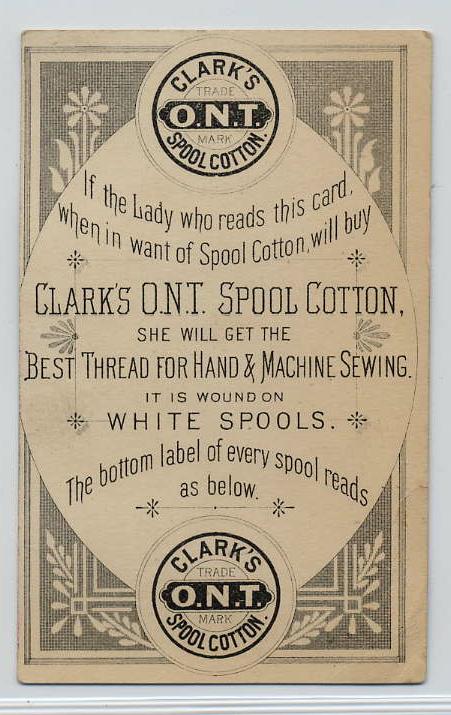 CLARK'S
TRADE
O.N.T.
MARK
SPOOL COTTON.
If the Lady who reads this card,
when in want of Spool Cotton, will buy
CLARK'S O.N.T. SPOOL COTTON,
SHE WILL GET THE
BEST THREAD FOR HAND & MACHINE SEWING.
IT IS WOUND ON
WHITE SPOOLS.
The bottom label of every spool reads
as below.
CLARK'S
TRADE
O.N.T.
MARK
SPOOL COTTON.